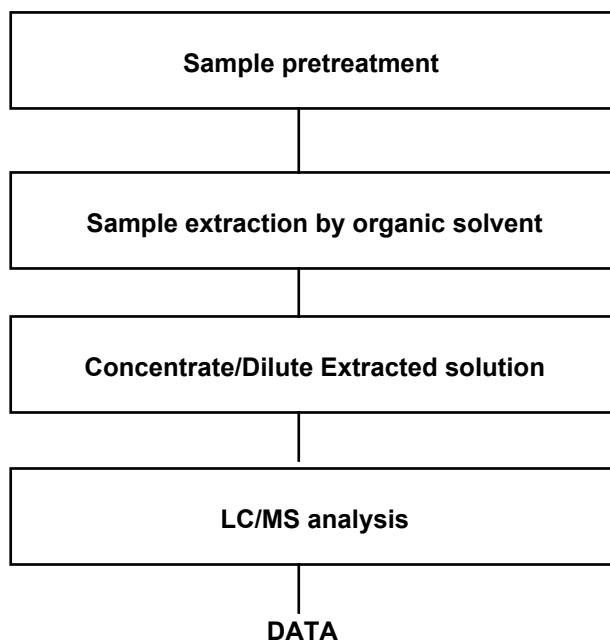 Sample pretreatment
Sample extraction by organic solvent
Concentrate/Dilute Extracted solution
LC/MS analysis
DATA